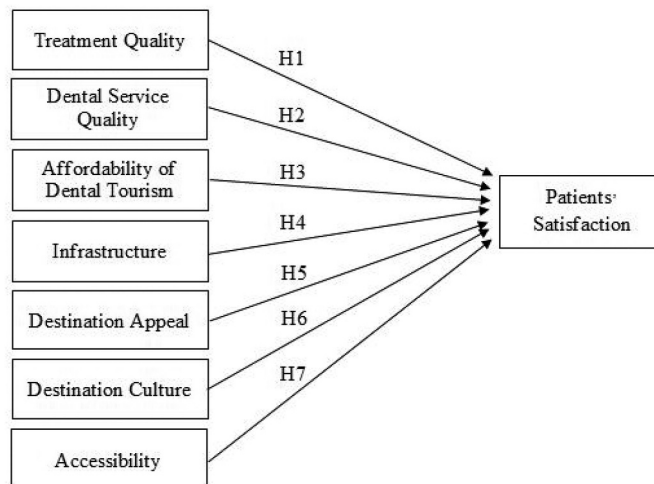 Treatment Quality
H1
Dental Service
Quality
H2
Affordability of
Dental Tourism
H3
Infrastructure
H4
Destination Appeal
H5
Destination Culture
H6
Accessibility
H7
Patients'
Satisfaction